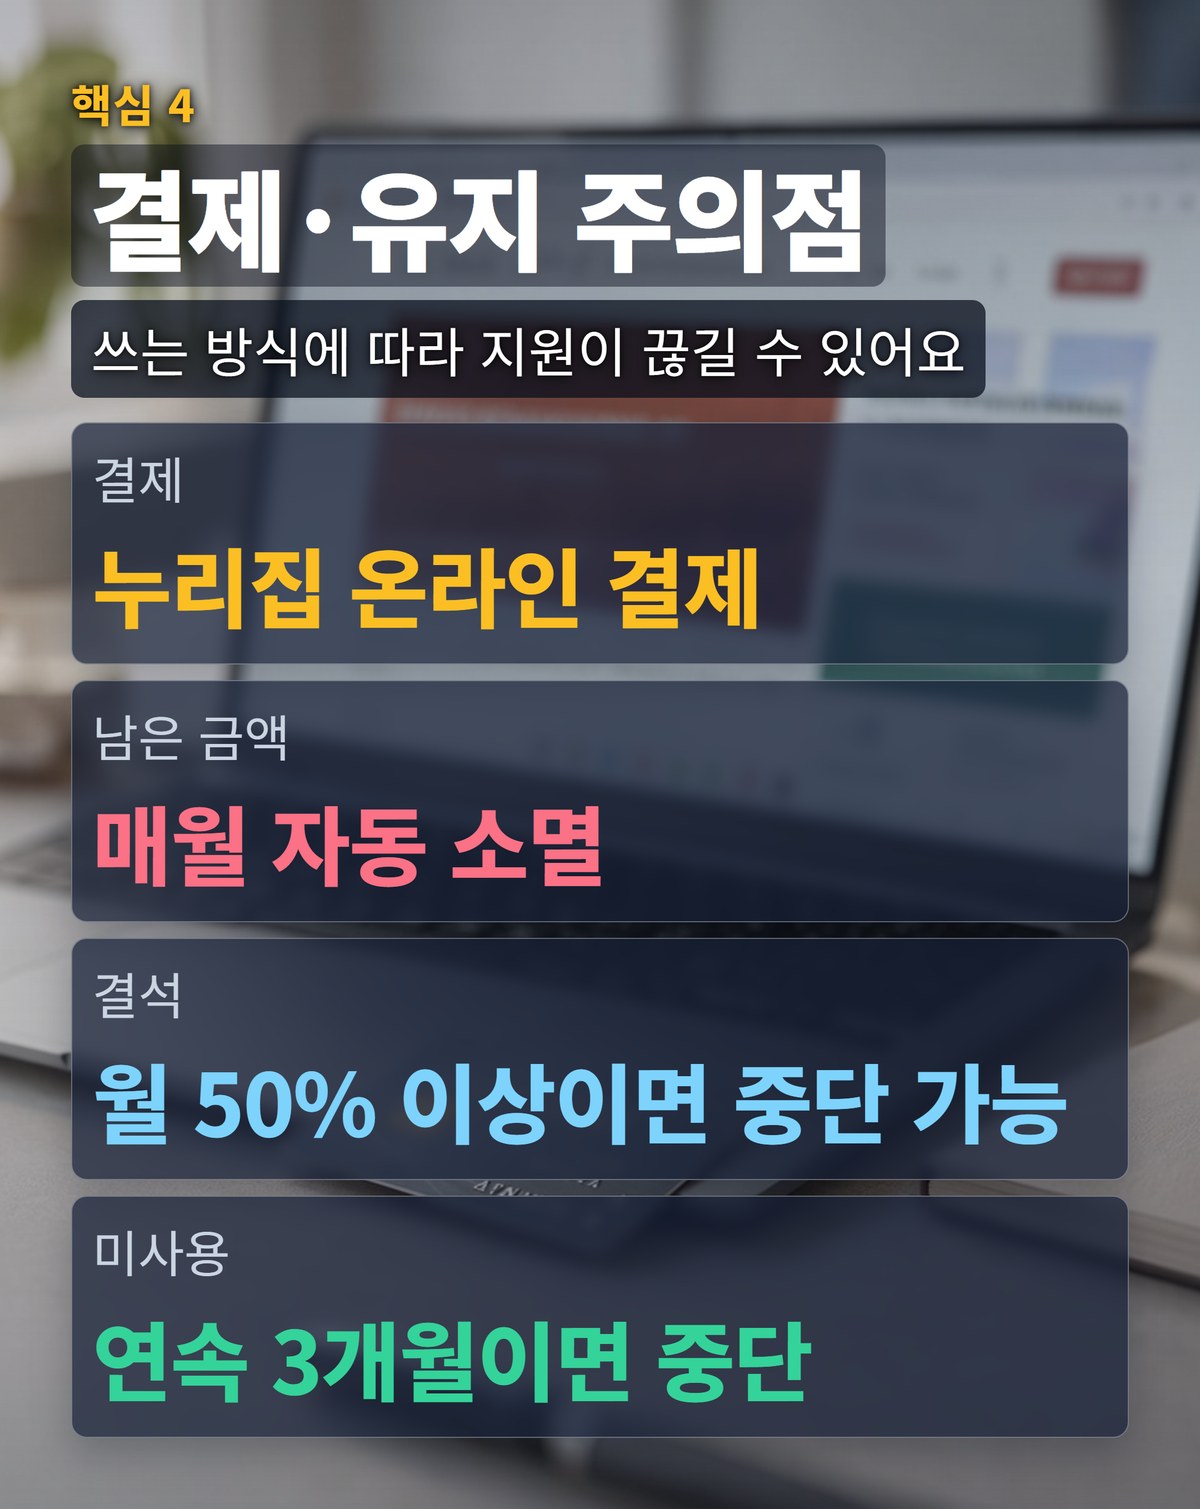 핵심 4
결제·유지 주의점
쓰는 방식에 따라 지원이 끊길 수 있어요
결제
누리집 온라인 결제
남은 금액
매월 자동 소멸
결석
월 50% 이상이면 중단 가능
미사용
연속 3개월이면 중단